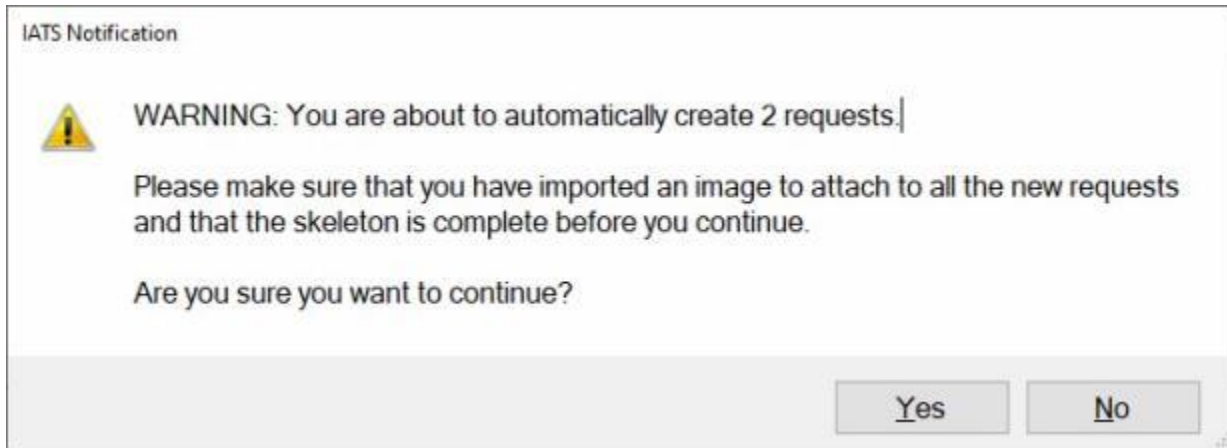 IATS Notification
WARNING: You are about to automatically create 2 requests.
Please make sure that you have imported an image to attach to all the new requests
and that the skeleton is complete before you continue.
Are you sure you want to continue?
Yes
No